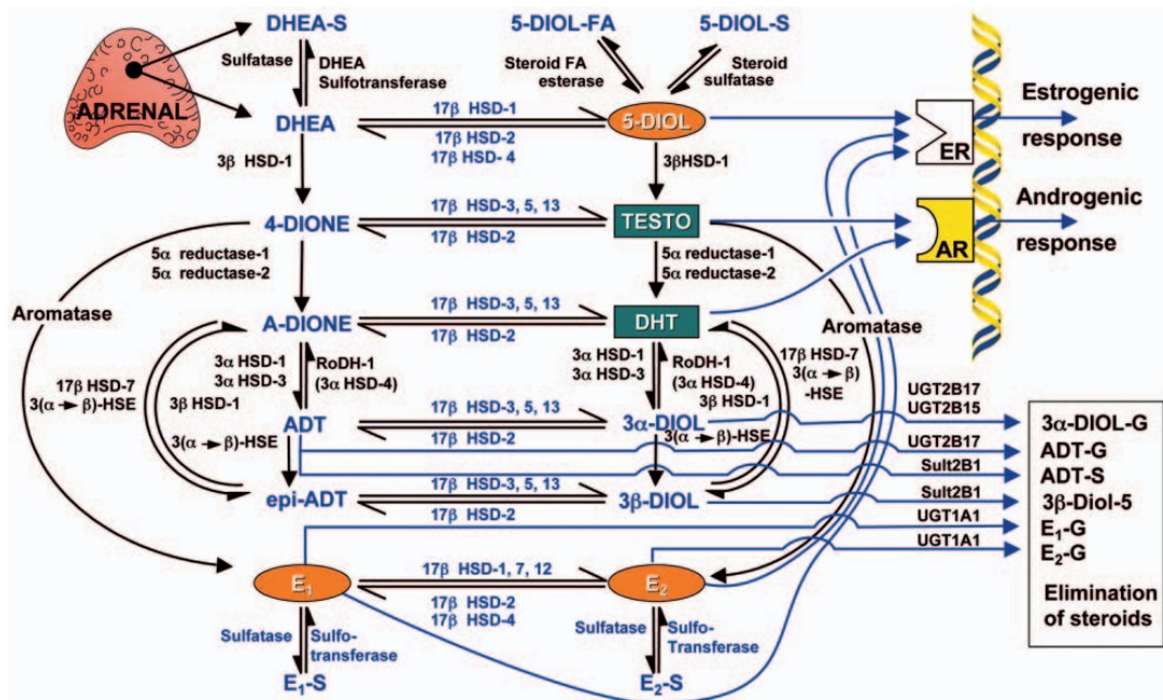 DHEA-S
5-DIOL-FA
5-DIOL-S
Sulfatase
DHEA
Sulfotransferase
Steroid FA
esterase
Steroid
sulfatase
ADRENAL
DHEA
17β HSD-1
17β HSD-2
17β HSD- 4
5-DIOL
ER
Estrogenic
response
3β HSD-1
3βHSD-1
4-DIONE
17β HSD-3, 5, 13
17β HSD-2
TESTO
AR
Androgenic
response
5α reductase-1
5α reductase-2
5α reductase-1
5α reductase-2
Aromatase
A-DIONE
17β HSD-3, 5, 13
17β HSD-2
DHT
Aromatase
17β HSD-7
3(α → β)-HSE
3β HSD-1
3α HSD-1
3α HSD-3
RoDH-1
(3α HSD-4)
3α HSD-1
3α HSD-3
RoDH-1
(3α HSD-4)
3β HSD-1
17β HSD-7
3(α → β)
-HSE
ADT
17β HSD-3, 5, 13
17β HSD-2
3α-DIOL
3(α → β)-HSE
3(α → β)-HSE
UGT2B17
UGT2B15
UGT2B17
Sult2B1
Sult2B1
UGT1A1
UGT1A1
3α-DIOL-G
ADT-G
ADT-S
3β-Diol-5
E₁-G
E₂-G
Elimination
of steroids
epi-ADT
17β HSD-3, 5, 13
17β HSD-2
3β-DIOL
E₁
17β HSD-1, 7, 12
17β HSD-2
17β HSD-4
E₂
Sulfatase
Sulfo-
transferase
Sulfatase
Sulfo-
Transferase
E₁-S
E₂-S